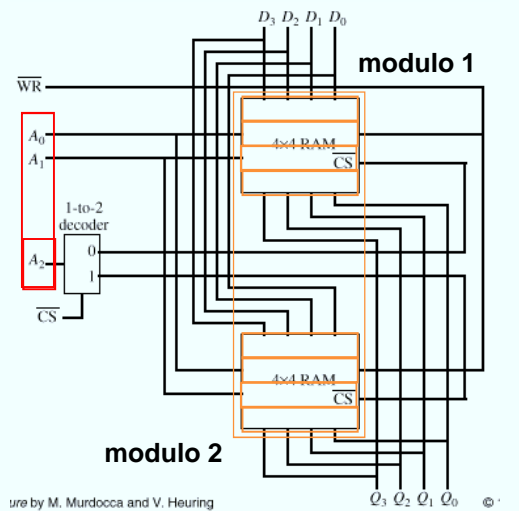 D3 D2 D1 D0
modulo 1
WR
A0
4×4 RAM
A1
CS
1-to-2
decoder
0
A2
1
CS
4×4 RAM
CS
modulo 2
Q3 Q2 Q1 Q0
ure by M. Murdocca and V. Heuring ©